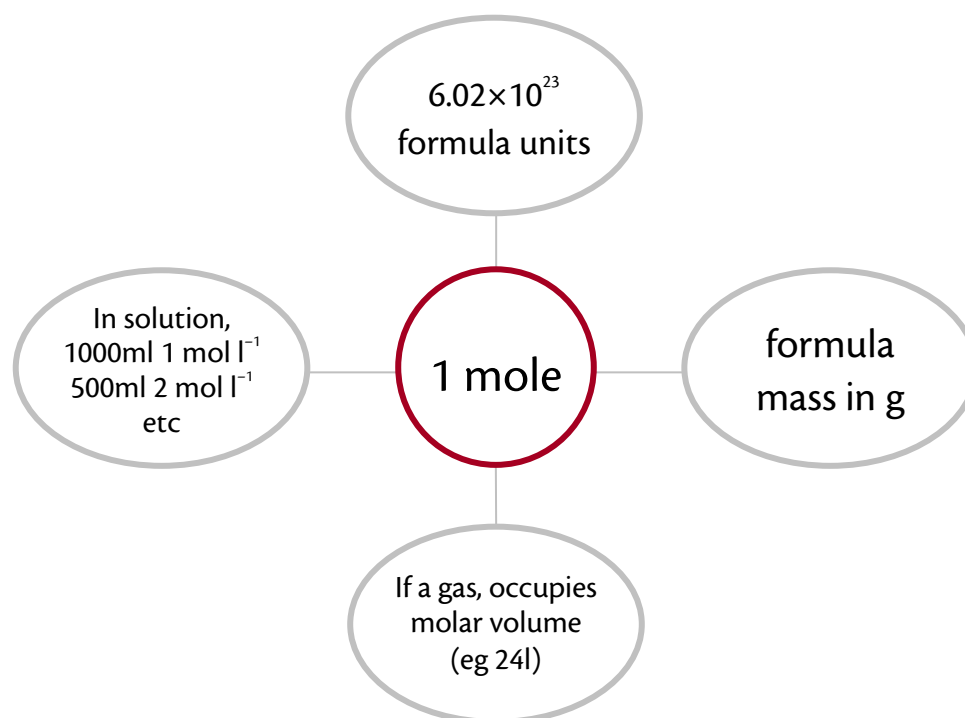 6.02×10²³
formula units
In solution,
1000ml 1 mol l⁻¹
500ml 2 mol l⁻¹
etc
1 mole
formula
mass in g
If a gas, occupies
molar volume
(eg 24l)